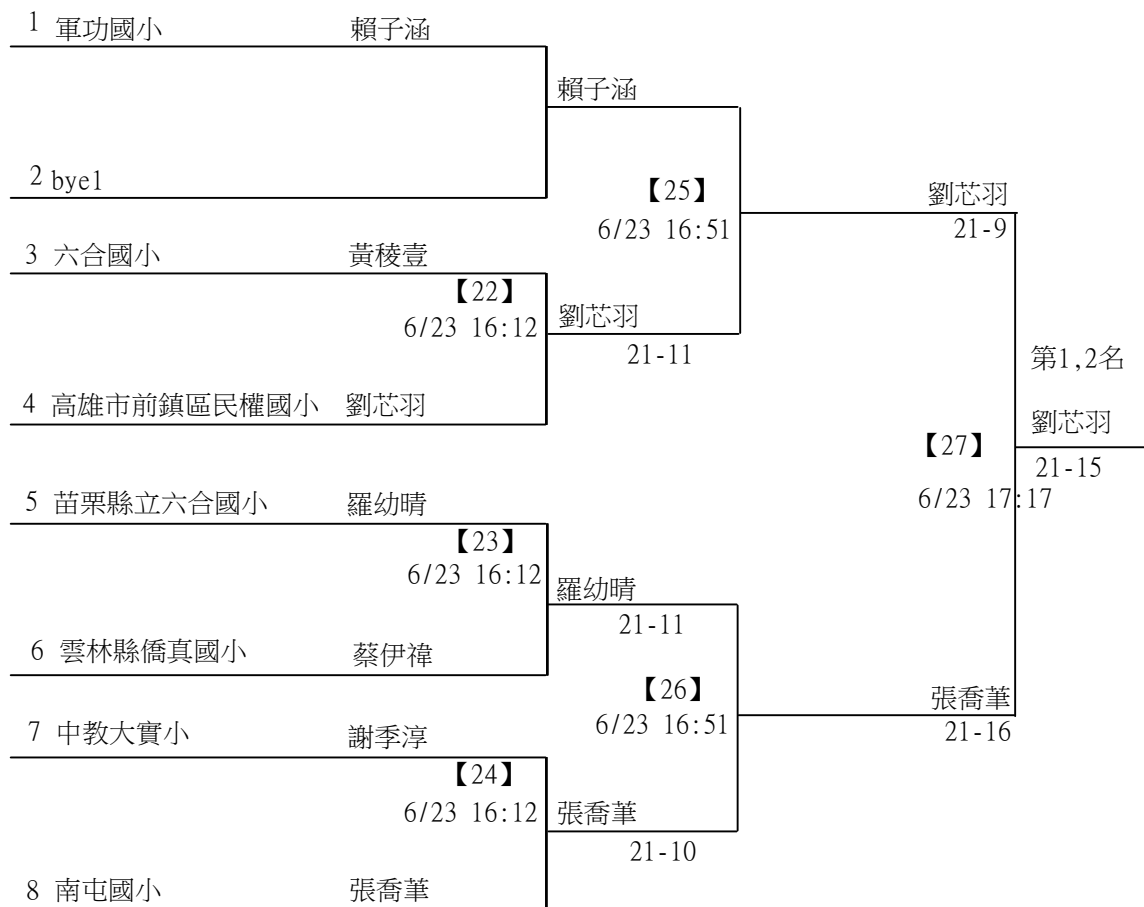 1 軍功國小 賴子涵
賴子涵
2 bye1
【25】
6/23 16:51
劉芯羽
21-9
3 六合國小 黃稜壹
【22】
6/23 16:12
劉芯羽
21-11
第1,2名
4 高雄市前鎮區民權國小 劉芯羽
劉芯羽
【27】
21-15
6/23 17:17
5 苗栗縣立六合國小 羅幼晴
【23】
6/23 16:12
羅幼晴
21-11
6 雲林縣僑真國小 蔡伊禕
【26】
6/23 16:51
張喬華
21-16
7 中教大實小 謝季淳
【24】
6/23 16:12
張喬華
21-10
8 南屯國小 張喬華